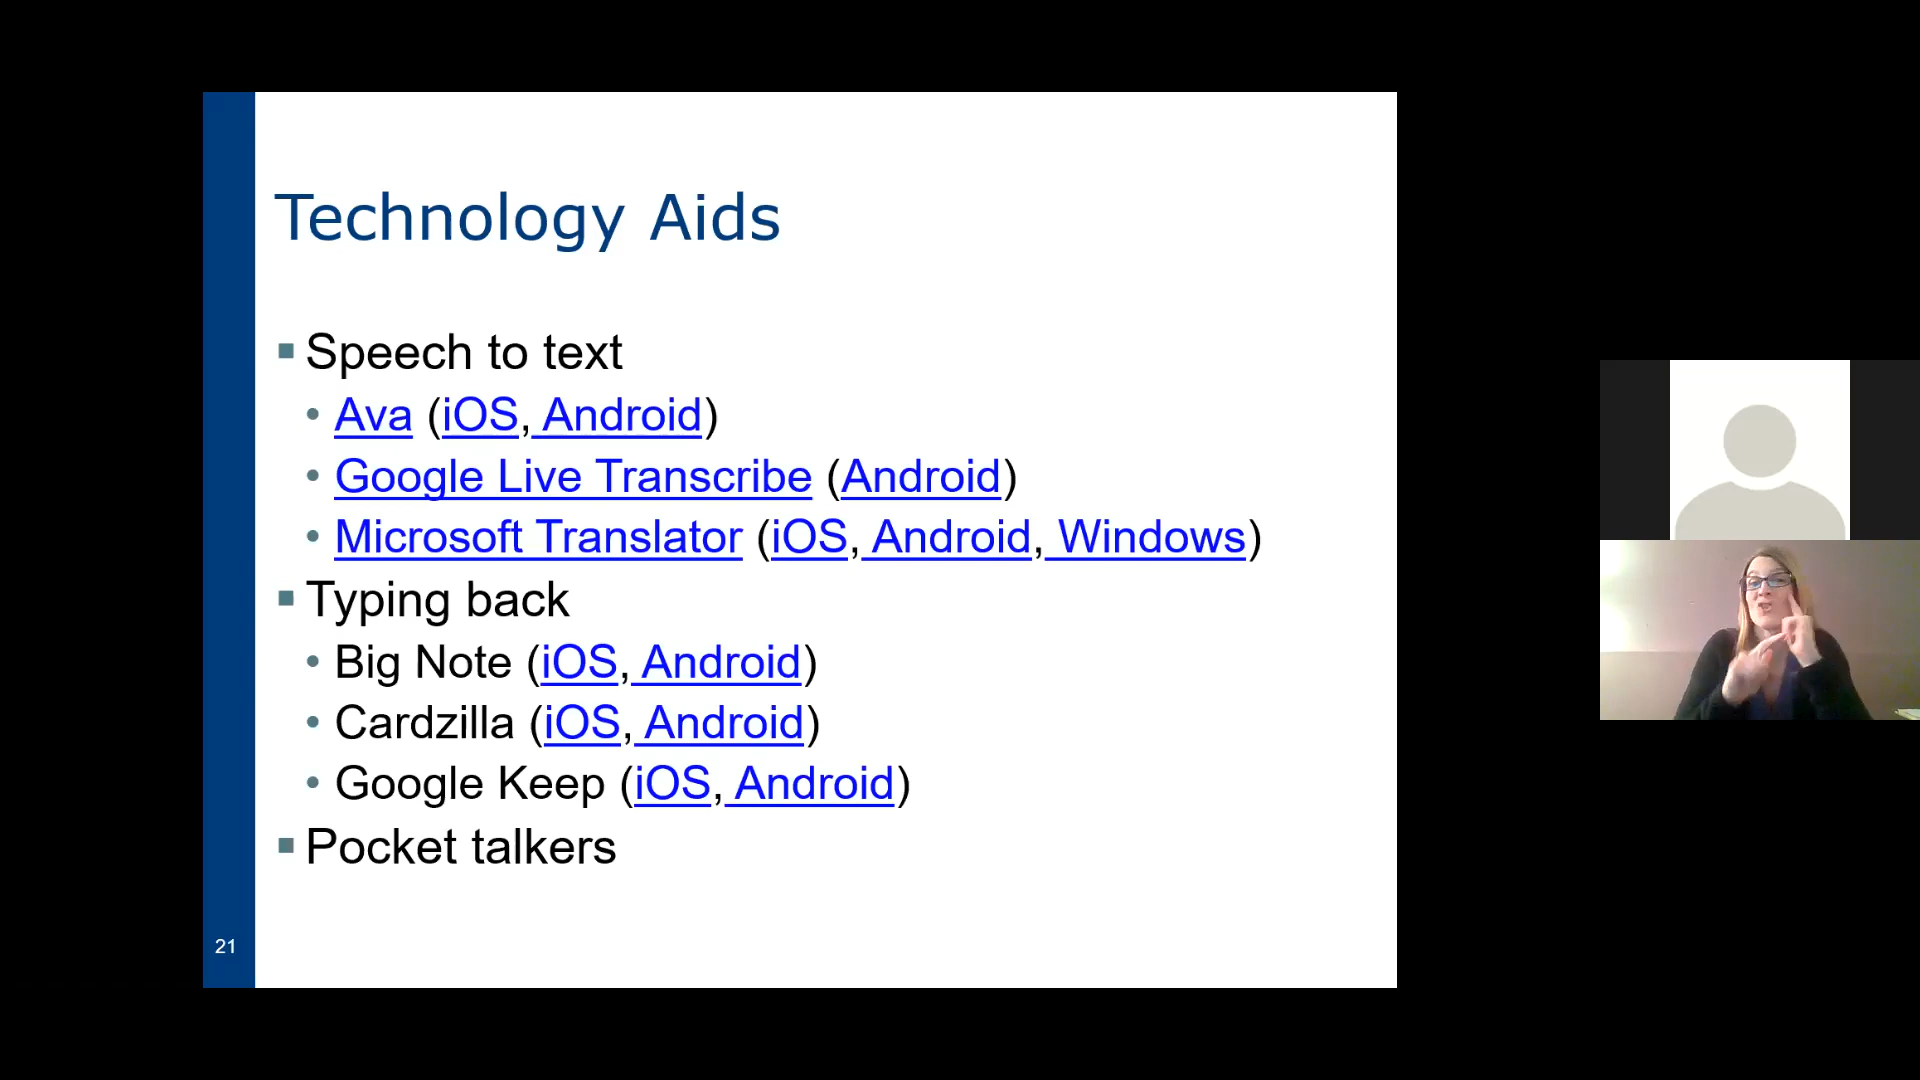 Technology Aids
Speech to text
Ava (iOS, Android)
Google Live Transcribe (Android)
Microsoft Translator (iOS, Android, Windows)
Typing back
Big Note (iOS, Android)
Cardzilla (iOS, Android)
Google Keep (iOS, Android)
Pocket talkers
21